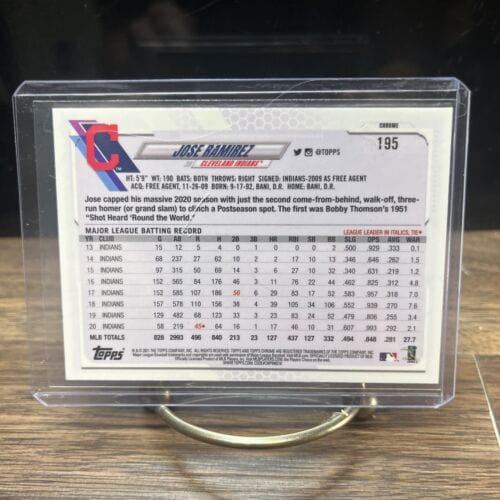 CHROME
195
C
JOSE RAMIREZ
CLEVELAND INDIANS
@TOPPS
HT: 5'9" WT: 190 BATS: BOTH THROWS: RIGHT SIGNED: INDIANS-2009 AS FREE AGENT
ACQ: FREE AGENT, 11-26-09 BORN: 9-17-92, BANI, D.R. HOME: BANI, D.R.
Jose capped his massive 2020 season with just the second come-from-behind, walk-off, three-
run homer (or grand slam) to clinch a Postseason spot. The first was Bobby Thomson's 1951
"Shot Heard 'Round the World."
MAJOR LEAGUE BATTING RECORD LEAGUE LEADER IN ITALICS, TIE
YR CLUB G AB R H 2B 3B HR RBI SB BB SLG OPS AVG WAR
13 INDIANS 15 12 5 4 0 1 0 0 0 2 .500 .929 .333 0.1
14 INDIANS 68 237 27 62 10 2 2 17 10 13 .346 .646 .262 1.5
15 INDIANS 97 315 50 69 14 3 6 27 10 32 .340 .631 .219 1.2
16 INDIANS 152 565 84 176 46 3 11 76 22 44 .462 .825 .312 4.8
17 INDIANS 152 585 107 186 56 6 29 83 17 52 .583 .957 .318 7.0
18 INDIANS 157 578 110 156 38 4 39 105 34 106 .552 .939 .270 7.6
19 INDIANS 129 482 68 123 33 3 23 83 24 52 .479 .806 .255 3.4
20 INDIANS 58 219 45 64 16 1 17 46 10 31 .607 .993 .292 2.1
MLB TOTALS 828 2993 496 840 213 23 127 437 127 332 .494 .848 .281 27.7
Topps